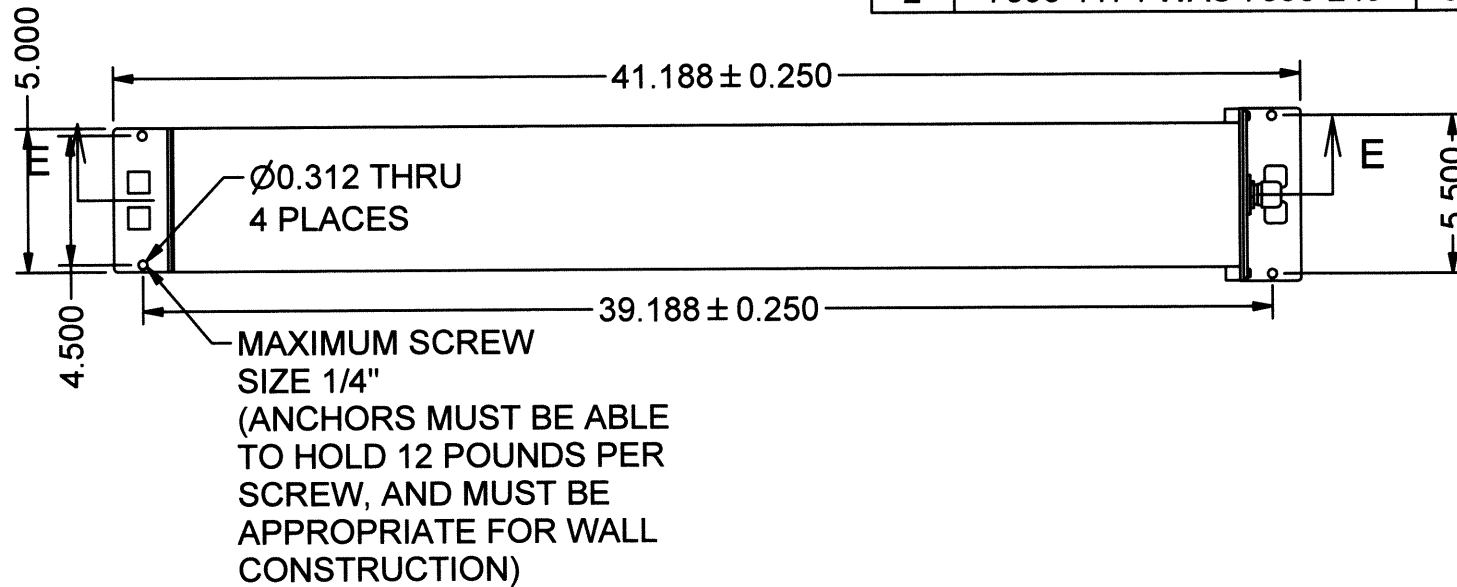 5.000
41.188 ± 0.250
E
E
Ø0.312 THRU
4 PLACES
5.500
4.500
39.188 ± 0.250
MAXIMUM SCREW
SIZE 1/4"
(ANCHORS MUST BE ABLE
TO HOLD 12 POUNDS PER
SCREW, AND MUST BE
APPROPRIATE FOR WALL
CONSTRUCTION)